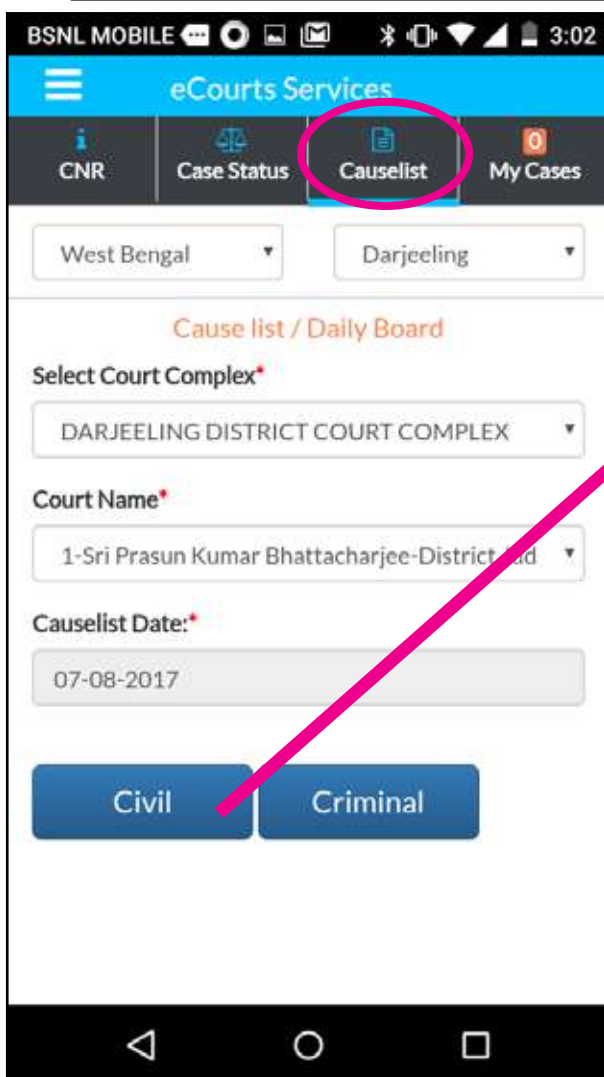 BSNL MOBILE 3:02
eCourts Services
CNR Case Status Causelist 0 My Cases
West Bengal Darjeeling
Cause list / Daily Board
Select Court Complex*
DARJEELING DISTRICT COURT COMPLEX
Court Name*
1-Sri Prasun Kumar Bhattacharjee-District
Causelist Date:*
07-08-2017
Civil Criminal